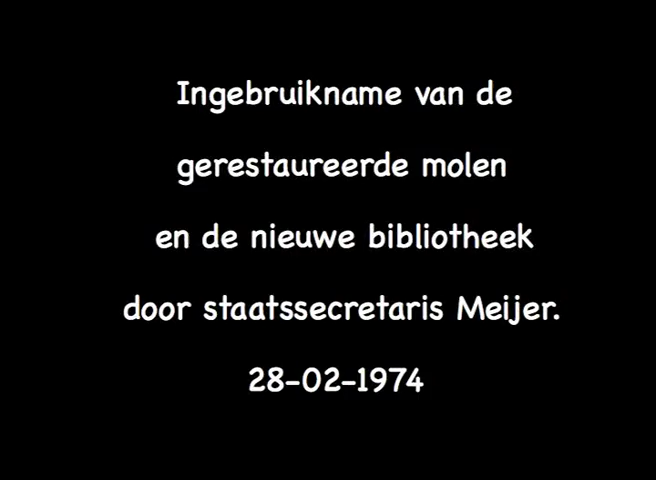 Ingebruikname van de
gerestaureerde molen
en de nieuwe bibliotheek
door staatssecretaris Meijer.
28-02-1974